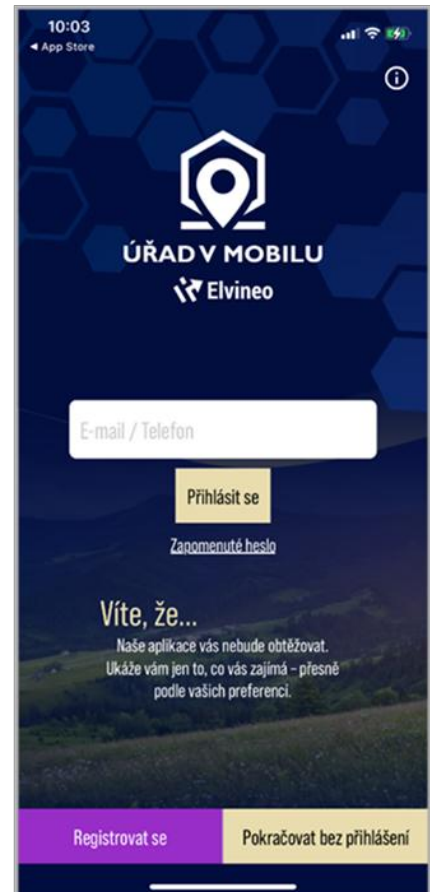 10:03
◀ App Store
ÚŘAD V MOBILU
Elvineo
E-mail / Telefon
Přihlásit se
Zapomenuté heslo
Víte, že...
Naše aplikace vás nebude obtěžovat.
Ukáže vám jen to, co vás zajímá – přesně
podle vašich preferenci.
Registrovat se
Pokračovat bez přihlášení